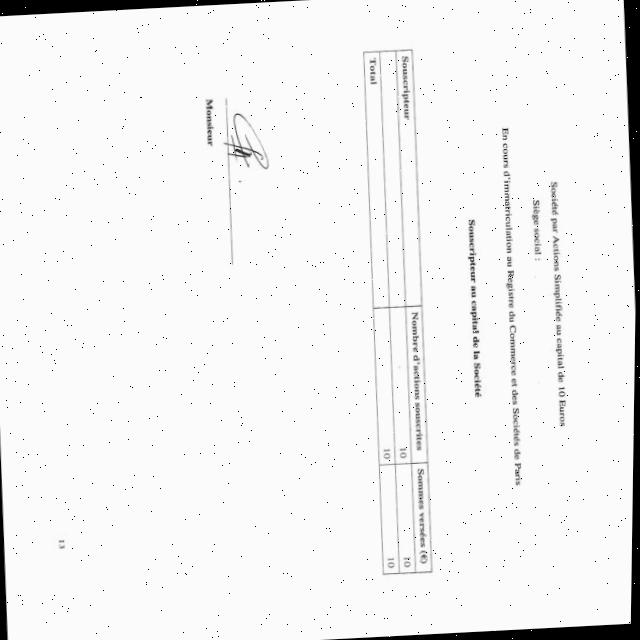 Société par Actions Simplifiée au capital de 10 Euros
Siège social :
En cours d'immatriculation au Registre du Commerce et des Sociétés de Paris
Souscripteur au capital de la Société
Souscripteur Nombre d'actions souscrites Sommes versées (€)
10 10
Total 10 10
Monsieur
13